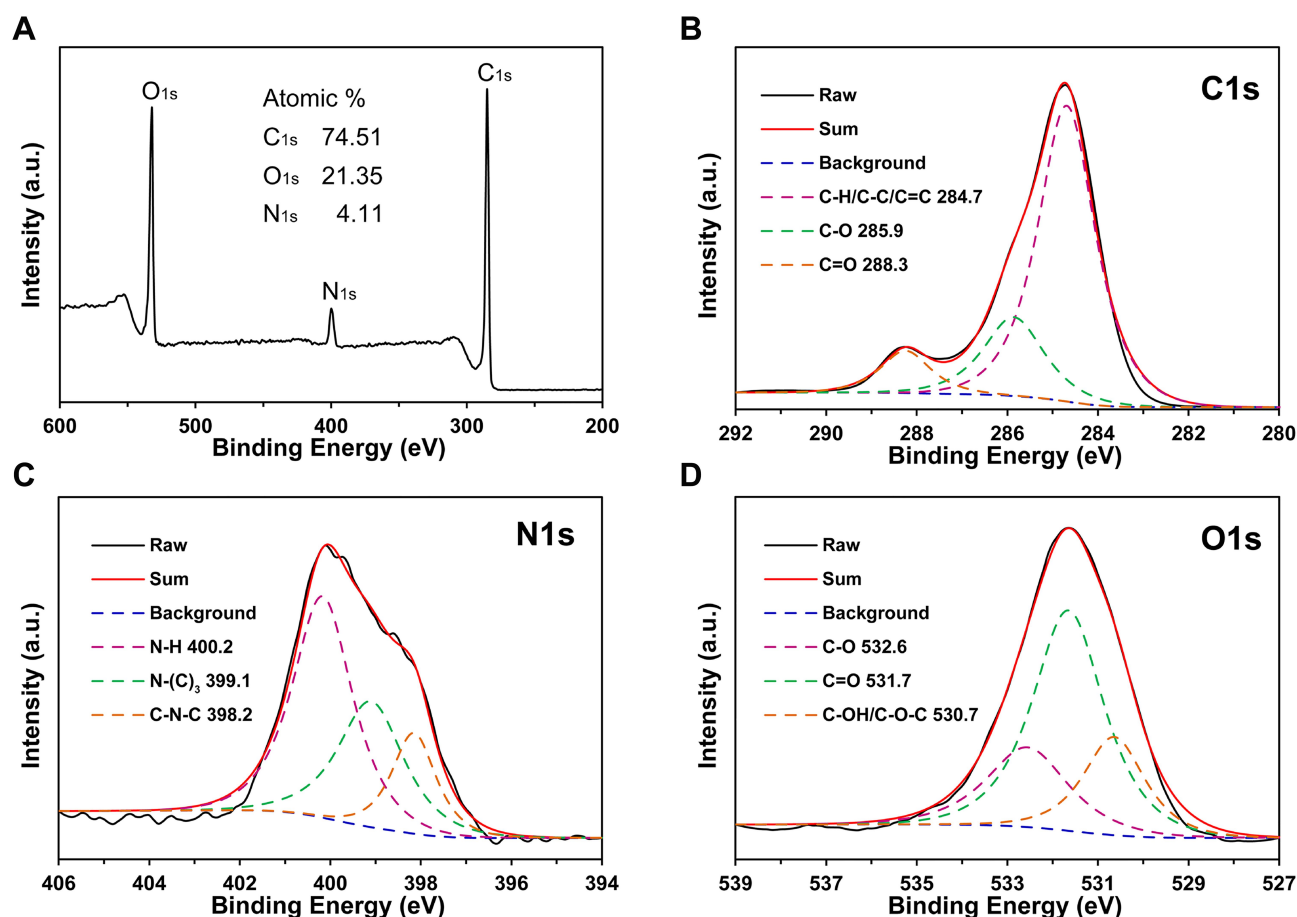 A
O1s
C1s
N1s
Atomic %
C1s 74.51
O1s 21.35
N1s 4.11
Intensity (a.u.)
600 500 400 300 200
Binding Energy (eV)
B
C1s
Raw
Sum
Background
C-H/C-C/C=C 284.7
C-O 285.9
C=O 288.3
Intensity (a.u.)
292 290 288 286 284 282 280
Binding Energy (eV)
C
N1s
Raw
Sum
Background
N-H 400.2
N-(C)3 399.1
C-N-C 398.2
Intensity (a.u.)
406 404 402 400 398 396 394
Binding Energy (eV)
D
O1s
Raw
Sum
Background
C-O 532.6
C=O 531.7
C-OH/C-O-C 530.7
Intensity (a.u.)
539 537 535 533 531 529 527
Binding Energy (eV)